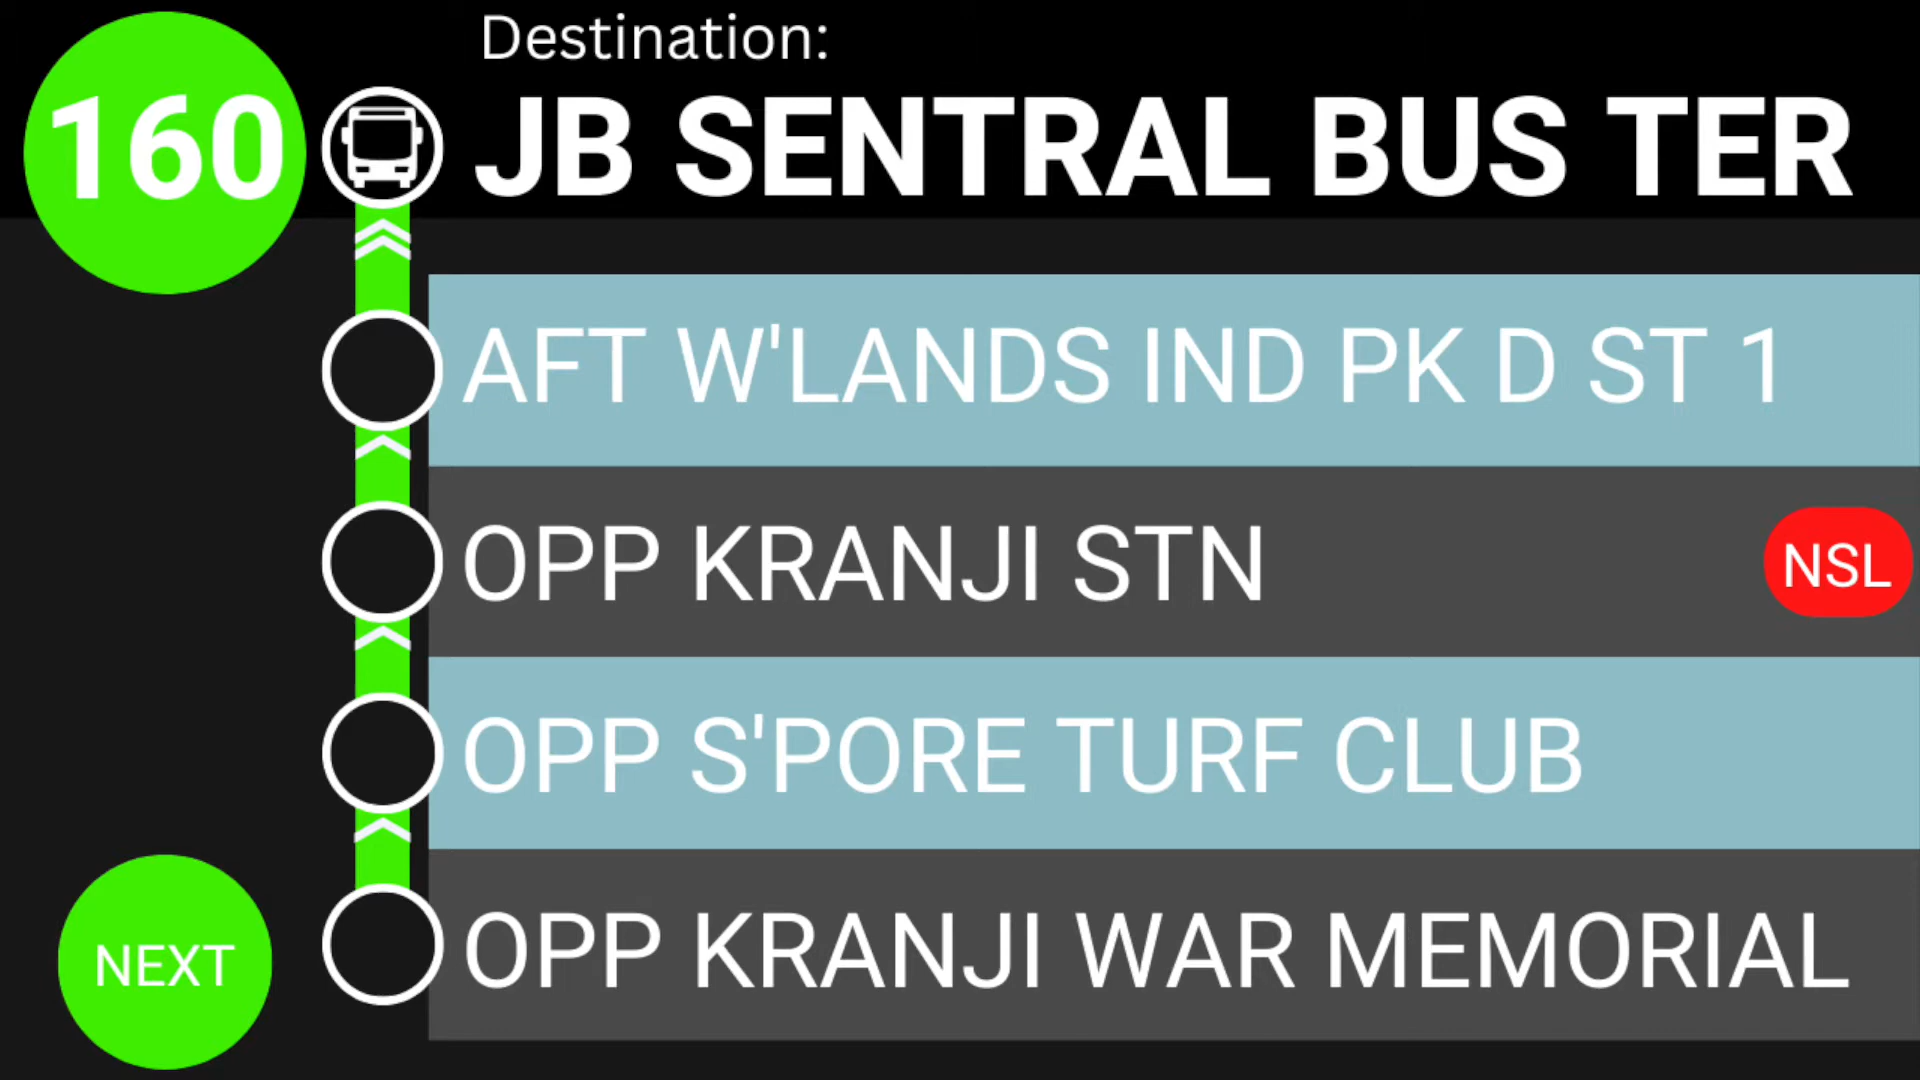 Destination:
160
JB SENTRAL BUS TER
AFT W'LANDS IND PK D ST 1
OPP KRANJI STN
NSL
OPP S'PORE TURF CLUB
OPP KRANJI WAR MEMORIAL
NEXT